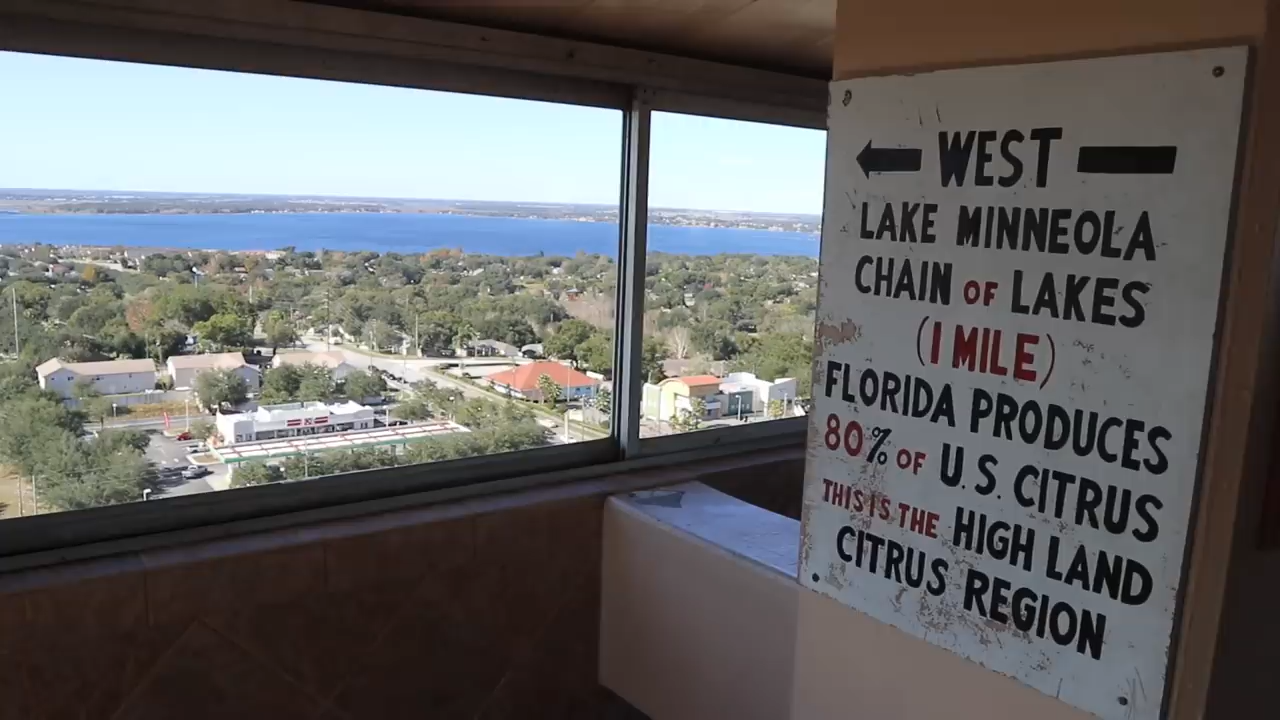 WEST
LAKE MINNEOLA
CHAIN OF LAKES
(1 MILE)
FLORIDA PRODUCES
80% OF U.S. CITRUS
THIS IS THE HIGH LAND
CITRUS REGION